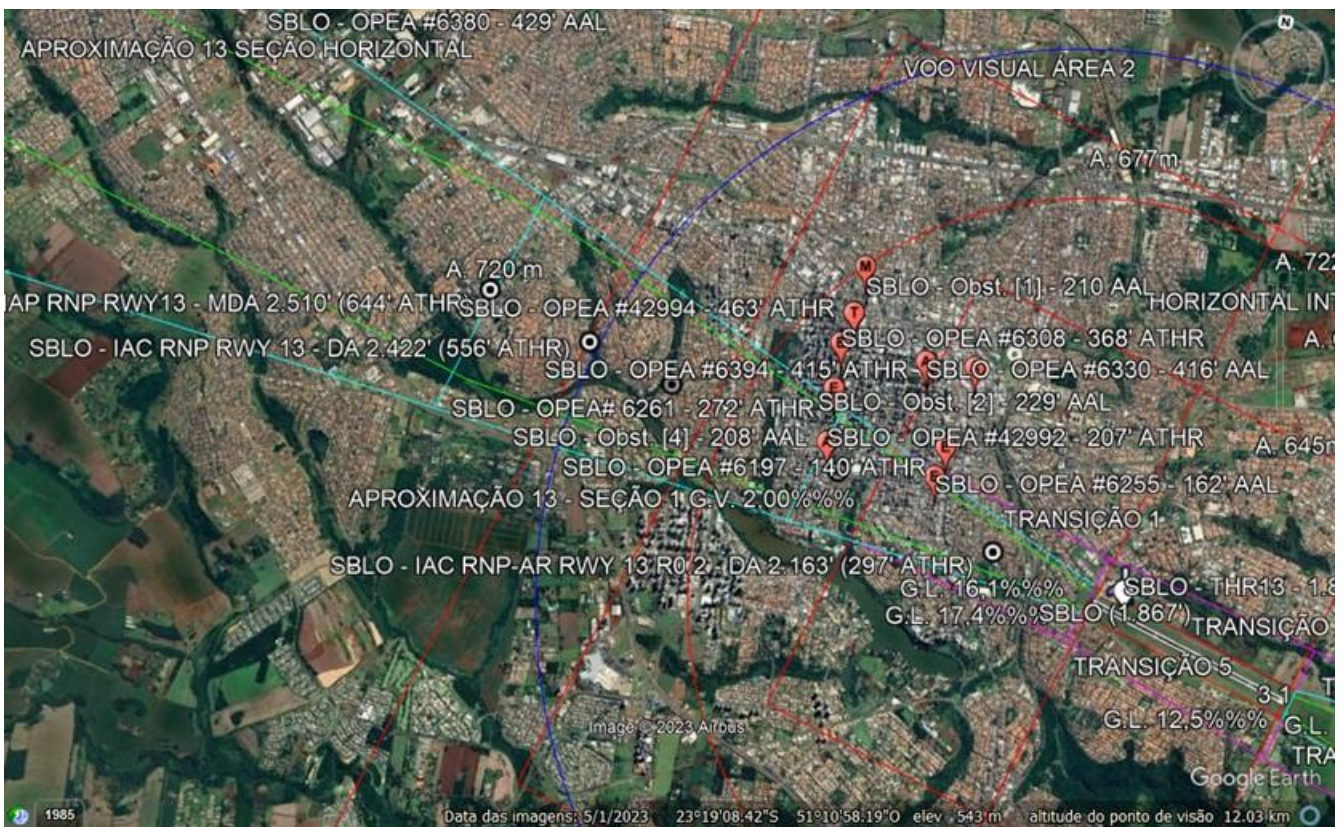 SBLO - OPEA #6380 - 429' AAL
N
APROXIMAÇÃO 13 SEÇÃO HORIZONTAL
VOO VISUAL ÁREA 2
A. 677m
A. 720 m
A. 722
M
SBLO - Obst. [1] - 210 AAL
IAP RNP RWY13 - MDA 2.510' (644' ATHR
SBLO - OPEA #42994 - 463' ATHR
HORIZONTAL INT
T
SBLO - OPEA #6308 - 368' ATHR
SBLO - IAC RNP RWY 13 - DA 2.422' (556' ATHR)
SBLO - OPEA #6394 - 415' ATHR
SBLO - OPEA #6330 - 416' AAL
E
SBLO - OPEA# 6261 - 272' ATHR
SBLO - Obst. [2] - 229' AAL
SBLO - Obst. [4] - 208' AAL
SBLO - OPEA #42992 - 207' ATHR
A. 645m
SBLO - OPEA #6197 - 140' ATHR
SBLO - OPEA #6255 - 162' AAL
APROXIMAÇÃO 13 - SEÇÃO 1 G.V. 2.00%%%
TRANSIÇÃO 1
SBLO - IAC RNP-AR RWY 13 R0.2 - DA 2.163' (297' ATHR)
G.L. 16,1%%%
SBLO - THR13 - 1.8
G.L. 17.4%%%
SBLO (1.867')
TRANSIÇÃO
TRANSIÇÃO 5
3 1
G.L. 12,5%%%
G.L.
TRA
Image © 2023 Airbus
Google Earth
1985
Data das imagens: 5/1/2023 23°19'08.42"S 51°10'58.19"O elev 543 m altitude do ponto de visão 12.03 km